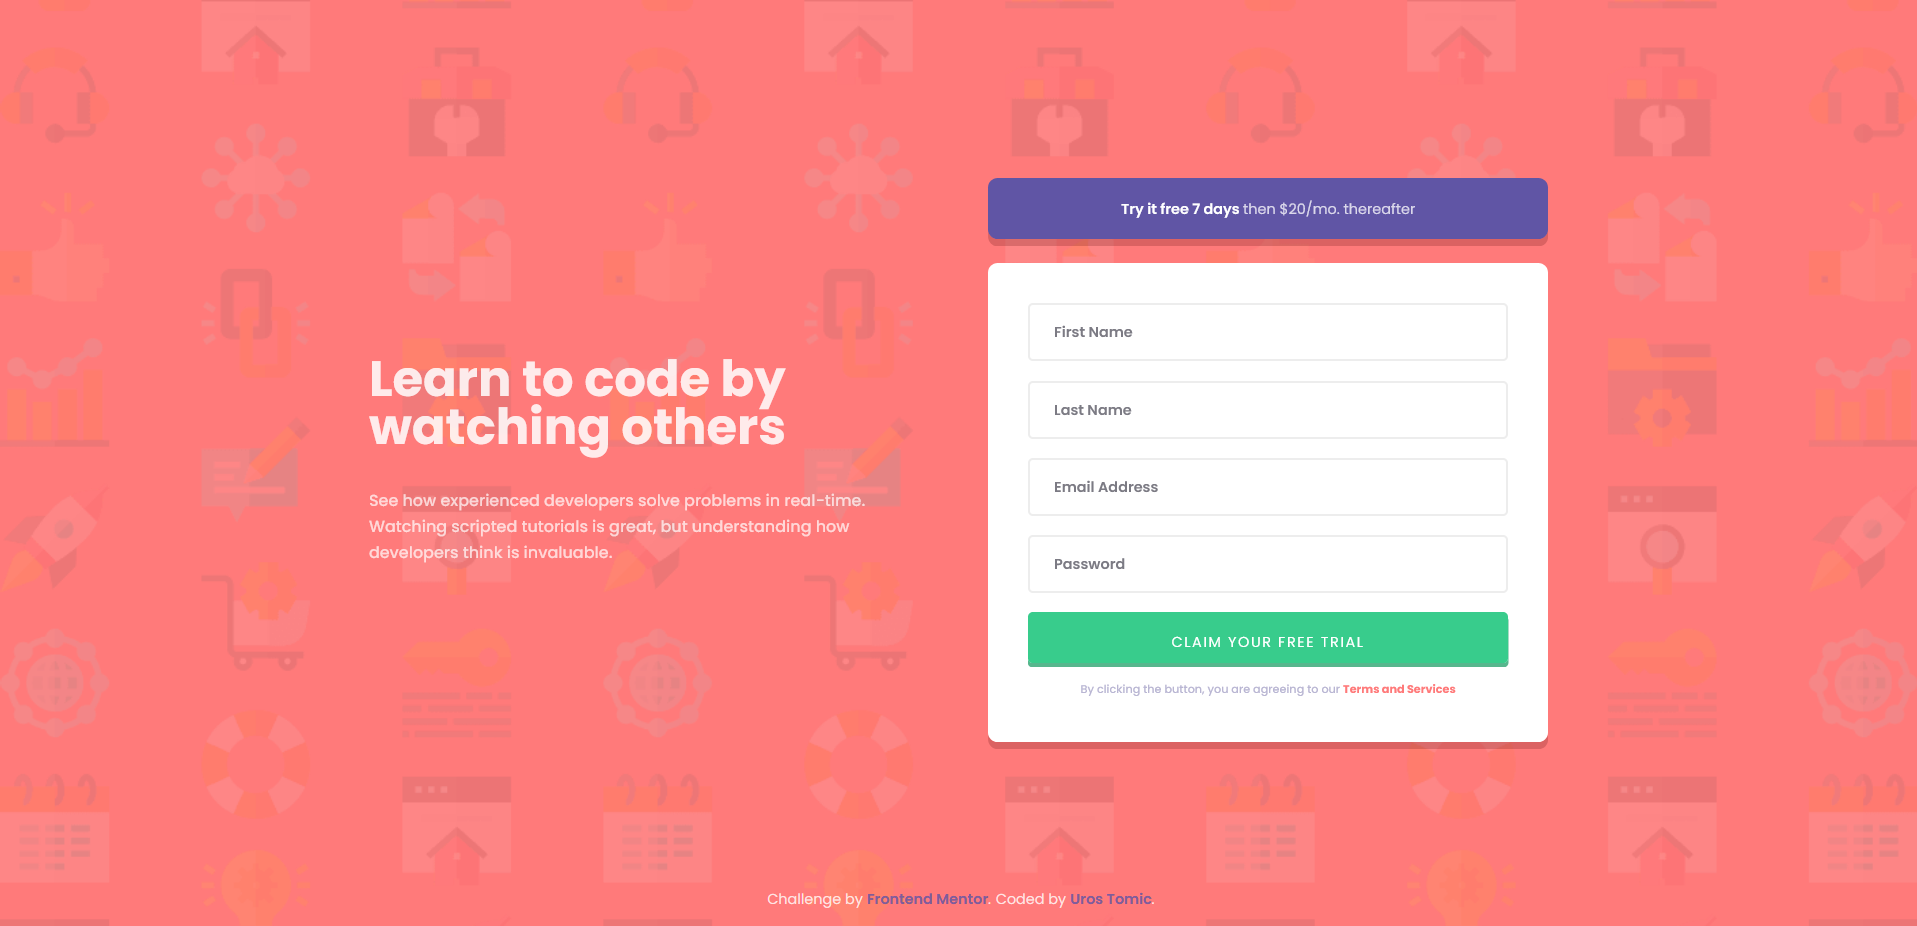 Learn to code by
watching others
See how experienced developers solve problems in real-time.
Watching scripted tutorials is great, but understanding how
developers think is invaluable.
Try it free 7 days then $20/mo. thereafter
First Name
Last Name
Email Address
Password
CLAIM YOUR FREE TRIAL
By clicking the button, you are agreeing to our Terms and Services
Challenge by Frontend Mentor. Coded by Uros Tomic.